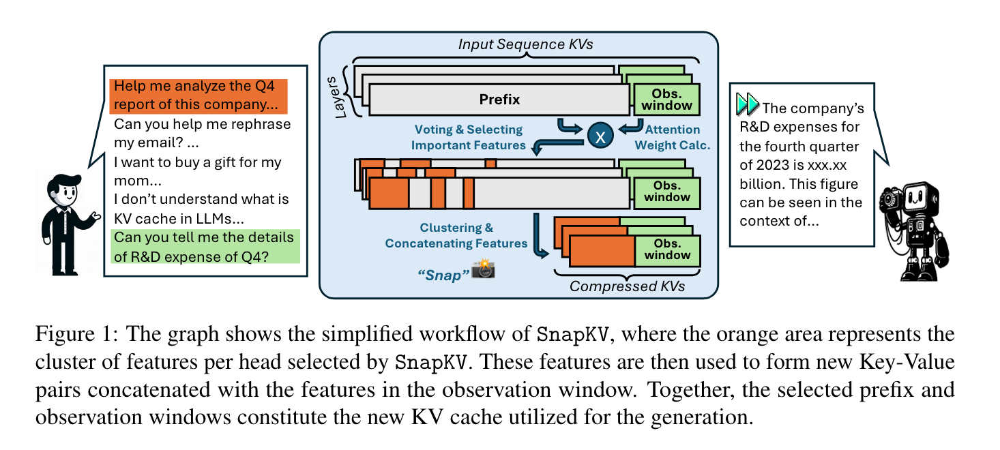 Help me analyze the Q4
report of this company...
Can you help me rephrase
my email? ...
I want to buy a gift for my
mom...
I don't understand what is
KV cache in LLMs...
Can you tell me the details
of R&D expense of Q4?
Input Sequence KVs
Layers
Prefix
Obs.
window
Voting & Selecting
Important Features
X
Attention
Weight Calc.
Obs.
window
Clustering &
Concatenating Features
Obs.
window
“Snap”
Compressed KVs
The company's
R&D expenses for
the fourth quarter
of 2023 is xxx.xx
billion. This figure
can be seen in the
context of...
Figure 1: The graph shows the simplified workflow of SnapKV, where the orange area represents the
cluster of features per head selected by SnapKV. These features are then used to form new Key-Value
pairs concatenated with the features in the observation window. Together, the selected prefix and
observation windows constitute the new KV cache utilized for the generation.